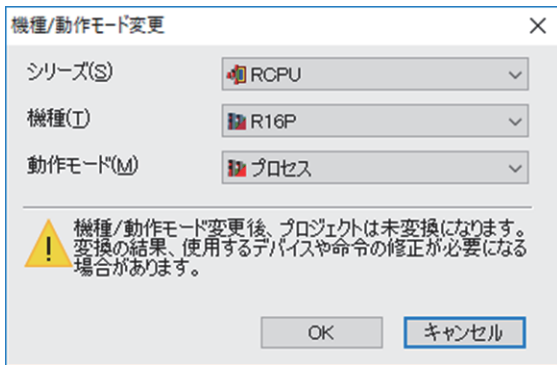 機種/動作モード変更
シリーズ(S) RCPU
機種(T) R16P
動作モード(M) プロセス
機種/動作モード変更後、プロジェクトは未変換になります。
変換の結果、使用するデバイスや命令の修正が必要になる
場合があります。
OK キャンセル